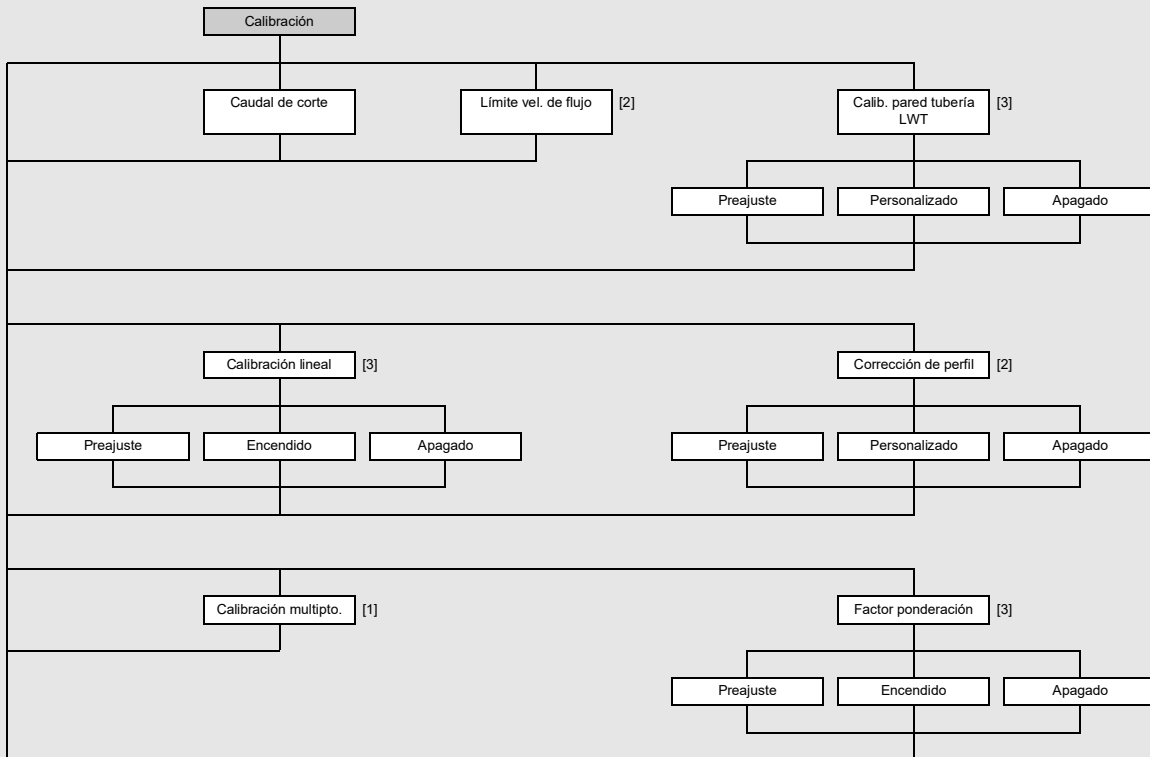 Calibración
Caudal de corte
Límite vel. de flujo [2]
Calib. pared tubería
LWT
[3]
Preajuste
Personalizado
Apagado
Calibración lineal [3]
Corrección de perfil [2]
Preajuste
Encendido
Apagado
Preajuste
Personalizado
Apagado
Calibración multipto. [1]
Factor ponderación [3]
Preajuste
Encendido
Apagado